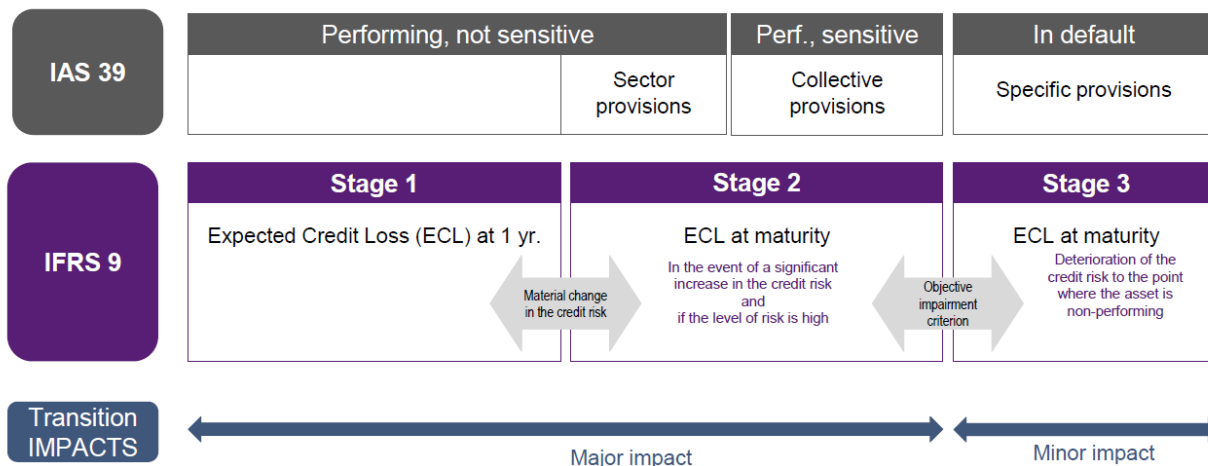 IAS 39
Performing, not sensitive
Perf., sensitive
In default
Sector
provisions
Collective
provisions
Specific provisions
IFRS 9
Stage 1
Stage 2
Stage 3
Expected Credit Loss (ECL) at 1 yr.
ECL at maturity
In the event of a significant
increase in the credit risk
and
if the level of risk is high
ECL at maturity
Deterioration of the
credit risk to the point
where the asset is
non-performing
Material change
in the credit risk
Objective
impairment
criterion
Transition
IMPACTS
Major impact
Minor impact